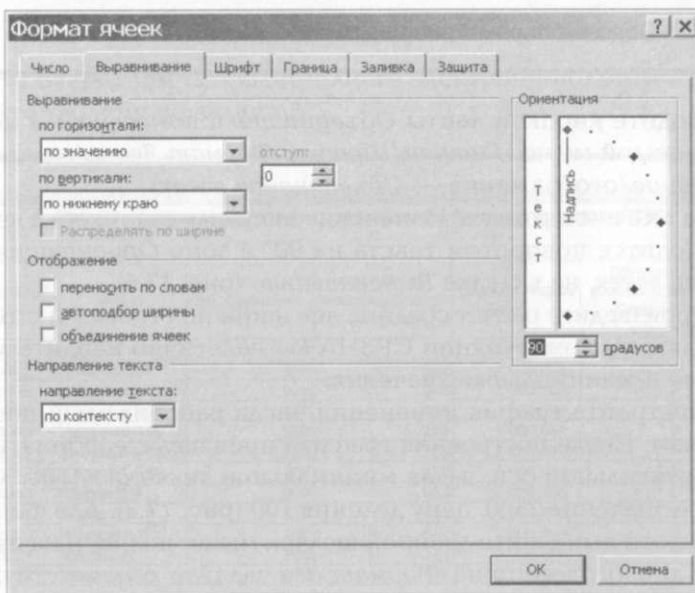 Формат ячеек
? ×
Число Выравнивание Шрифт Граница Заливка Защита
Выравнивание
по горизонтали:
по значению
отступ:
0
по вертикали:
по нижнему краю
Распределять по ширине
Отображение
переносить по словам
автоподбор ширины
объединение ячеек
Направление текста
направление текста:
по контексту
Ориентация
Текст
Надпись
90 градусов
ОК Отмена